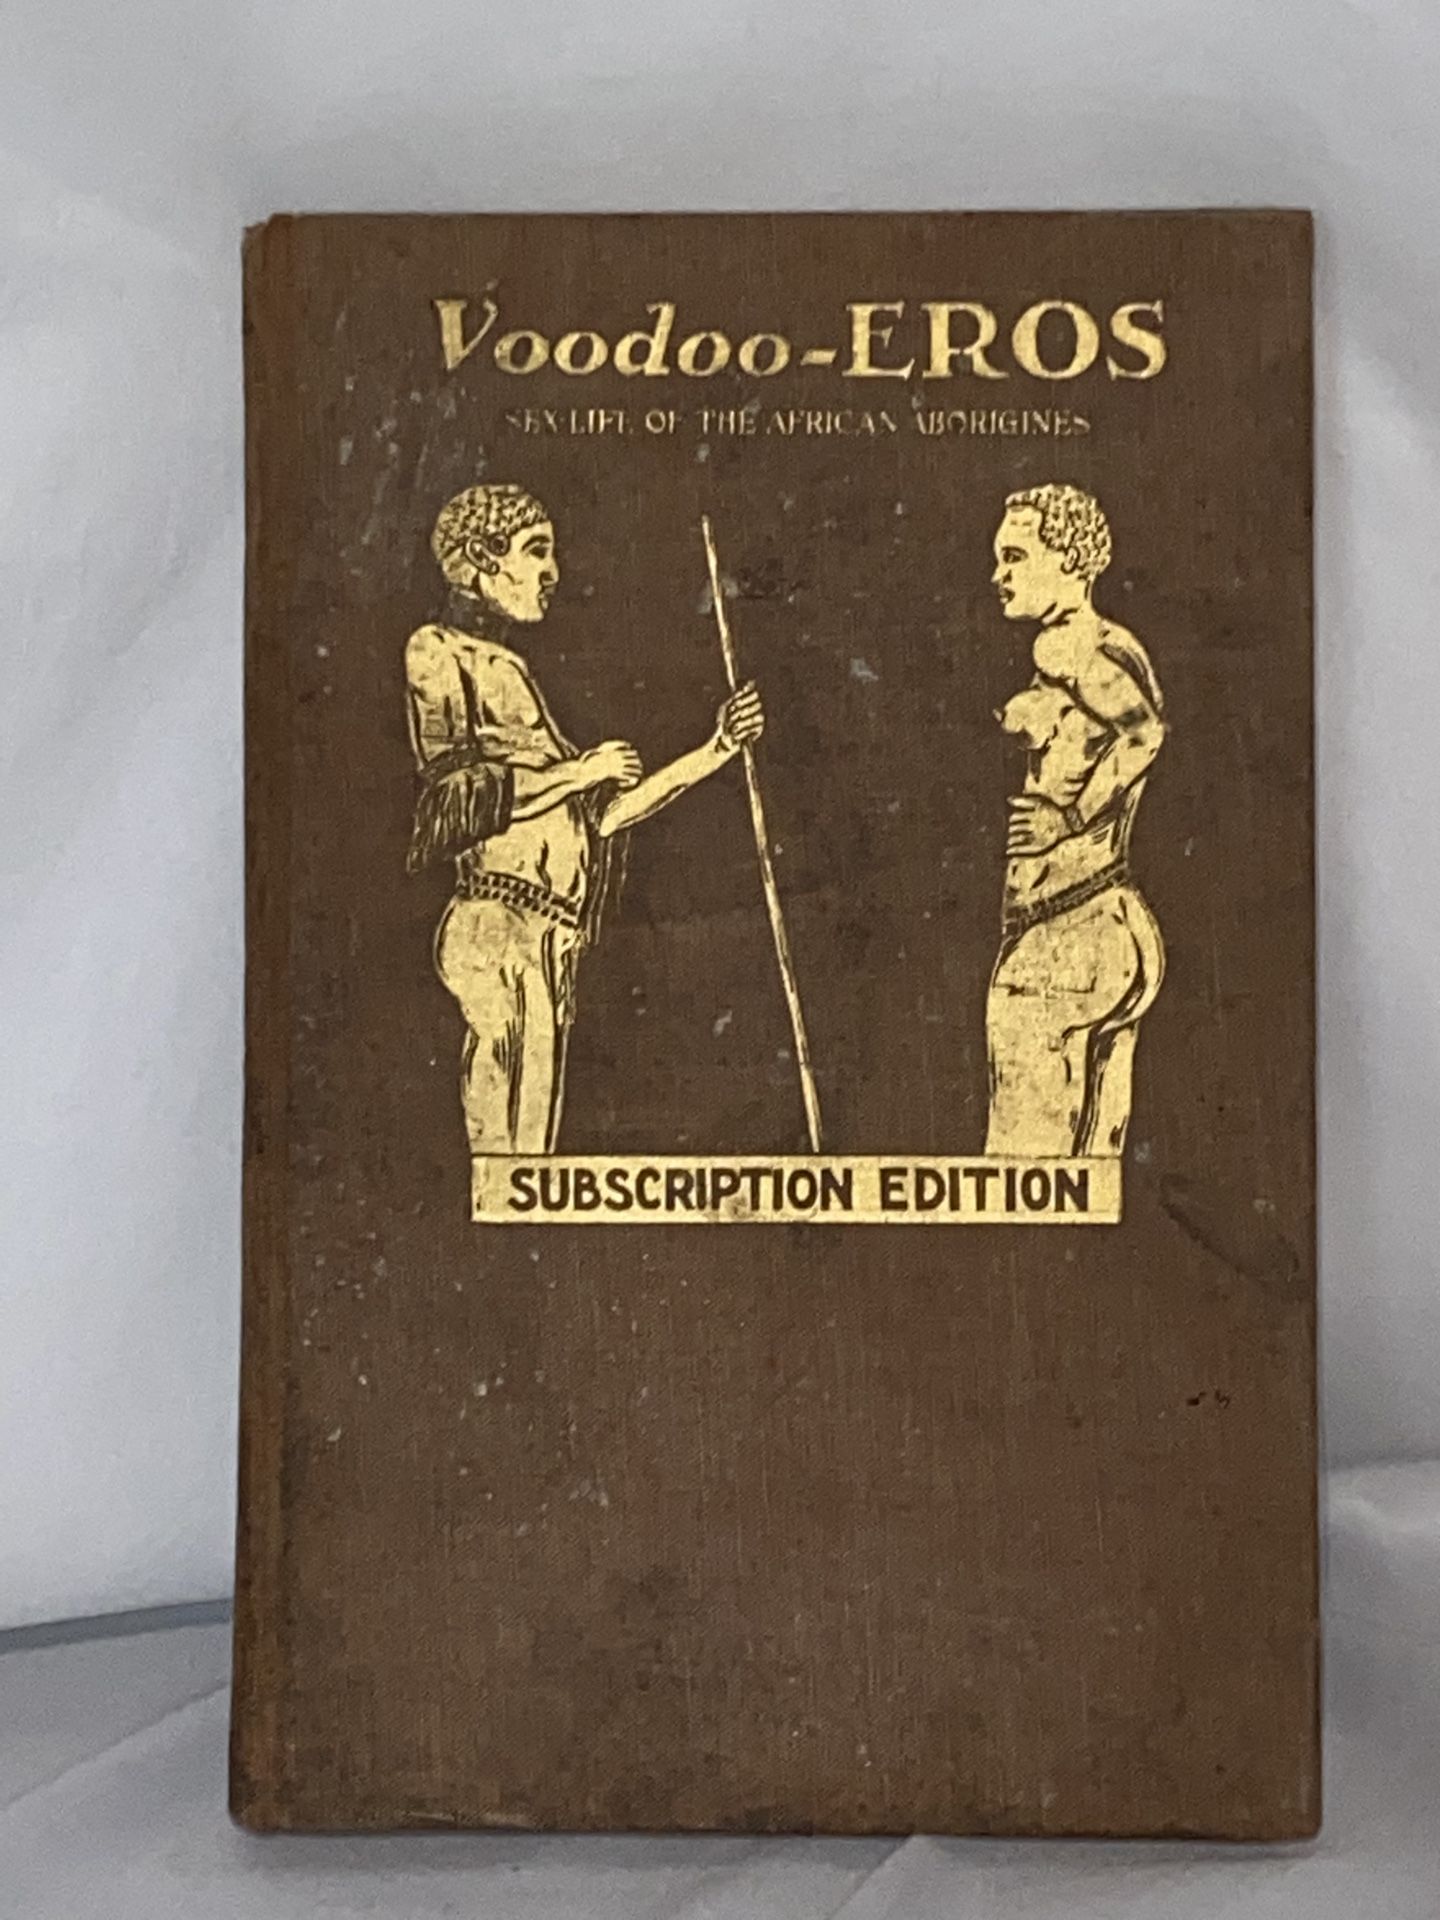 Voodoo-EROS
SEX-LIFE OF THE AFRICAN ABORIGINES
SUBSCRIPTION EDITION